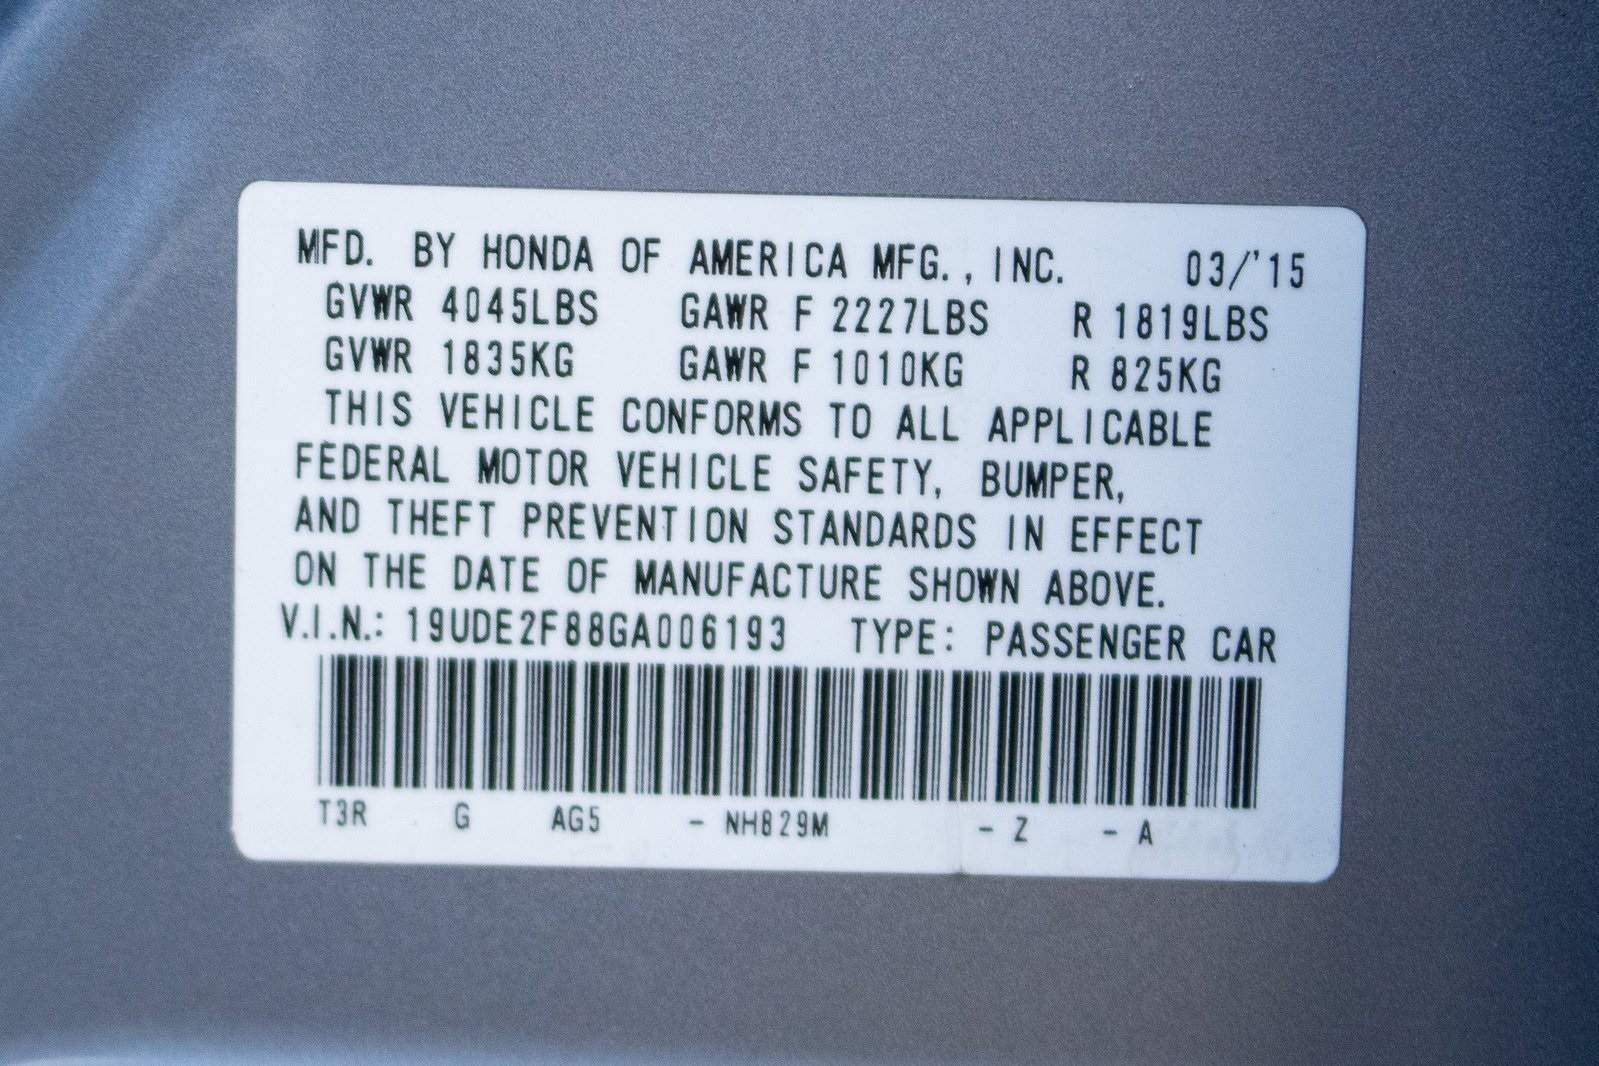 MFD. BY HONDA OF AMERICA MFG., INC. 03/'15
GVWR 4045LBS GAWR F 2227LBS R 1819LBS
GVWR 1835KG GAWR F 1010KG R 825KG
THIS VEHICLE CONFORMS TO ALL APPLICABLE
FEDERAL MOTOR VEHICLE SAFETY, BUMPER,
AND THEFT PREVENTION STANDARDS IN EFFECT
ON THE DATE OF MANUFACTURE SHOWN ABOVE.
V.I.N.: 19UDE2F88GA006193 TYPE: PASSENGER CAR
T3R G AG5 - NH829M - Z - A